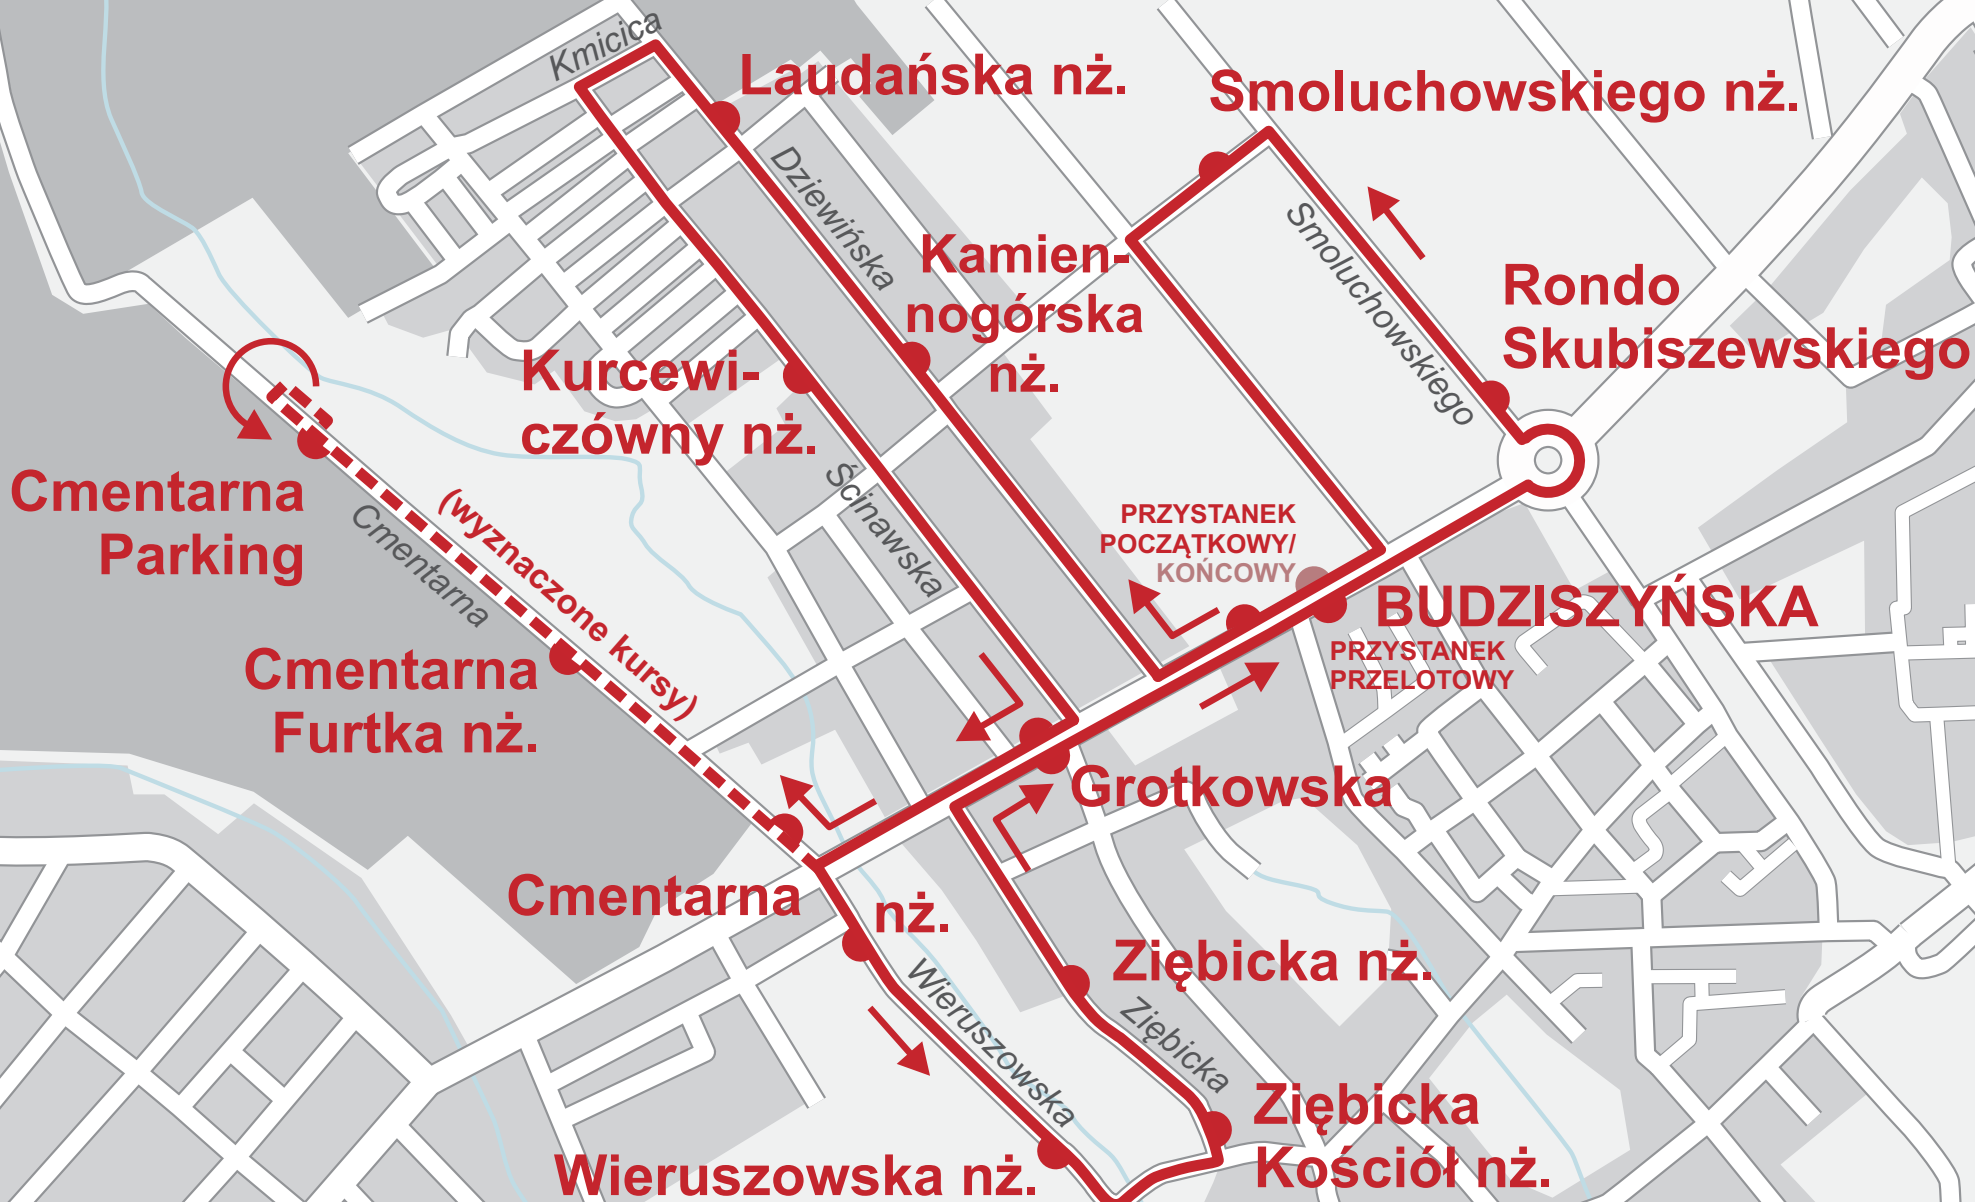 Kmicica
Laudańska nż.
Smoluchowskiego nż.
Dziewińska
Kamien-
nogórska
nż.
Smoluchowskiego
Rondo
Skubiszewskiego
Kurcewi-
czówny nż.
Ścinawska
Cmentarna
Parking
Cmentarna
(wyznaczone kursy)
PRZYSTANEK
POCZĄTKOWY/
KOŃCOWY
BUDZISZYŃSKA
PRZYSTANEK
PRZELOTOWY
Cmentarna
Furtka nż.
Grotkowska
Cmentarna nż.
Wieruszowska
Ziębicka nż.
Ziębicka
Ziębicka
Kościół nż.
Wieruszowska nż.